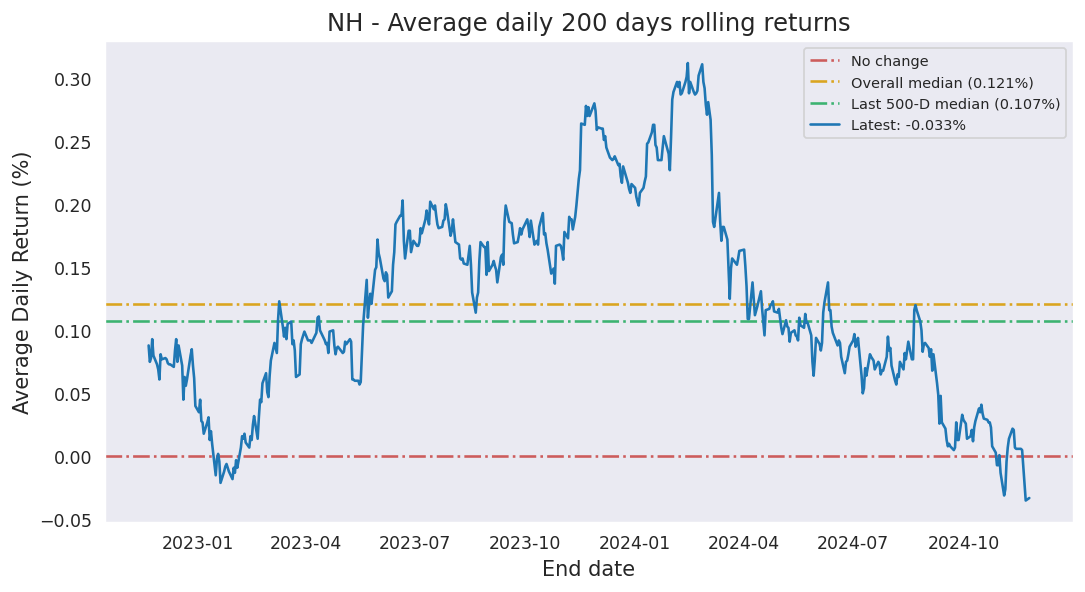 NH - Average daily 200 days rolling returns
No change
Overall median (0.121%)
Last 500-D median (0.107%)
Latest: -0.033%
Average Daily Return (%)
0.30
0.25
0.20
0.15
0.10
0.05
0.00
−0.05
2023-01 2023-04 2023-07 2023-10 2024-01 2024-04 2024-07 2024-10
End date